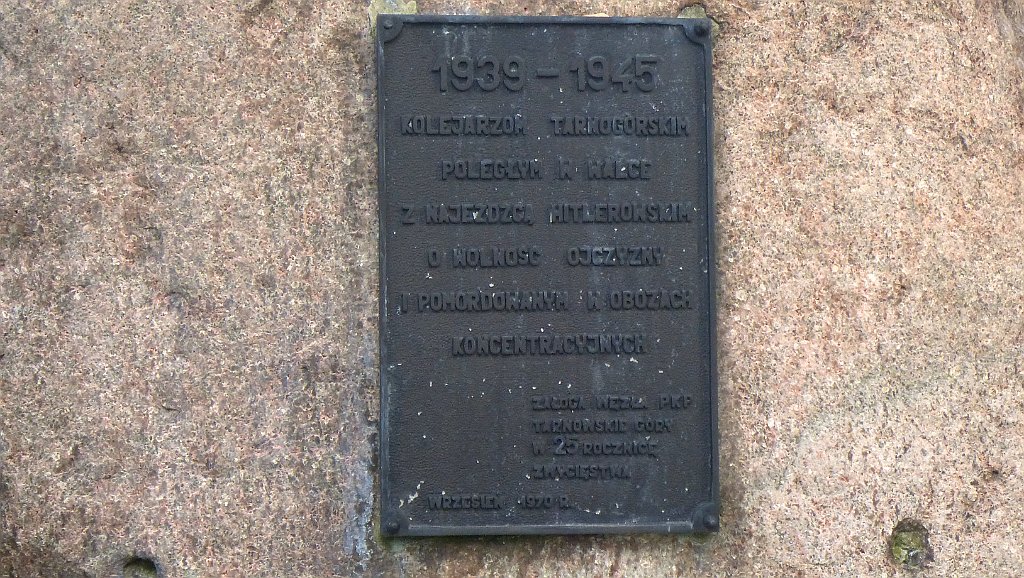 1939 – 1945
KOLEJARZOM TARNOGÓRSKIM
POLEGŁYM W WALCE
Z NAJEŹDZCĄ HITLEROWSKIM
O WOLNOŚĆ OJCZYZNY
I POMORDOWANYM W OBOZACH
KONCENTRACYJNYCH
ZAŁOGA WĘZŁA PKP
TARNOWSKIE GÓRY
W 25 ROCZNICĘ
ZWYCIĘSTWA
WRZESIEŃ 1970 R.